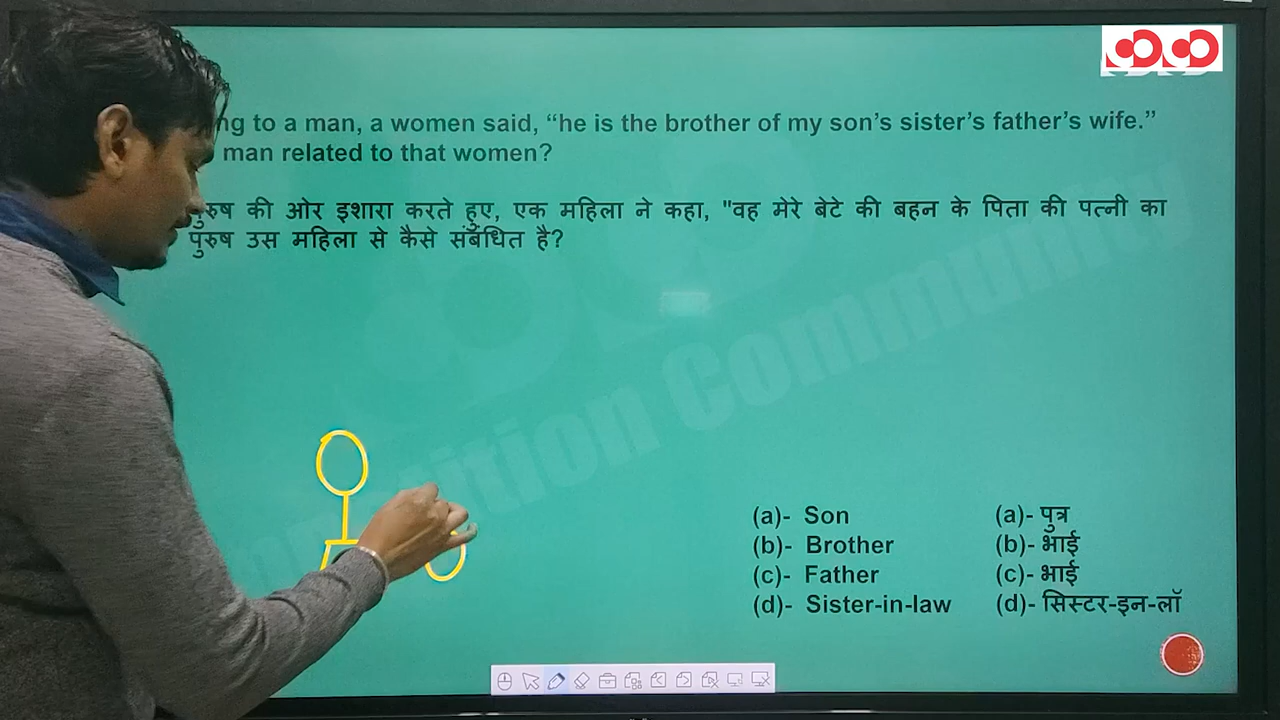 to a man, a women said, “he is the brother of my son’s sister’s father’s wife.”
man related to that women?
की ओर इशारा करते हुए, एक महिला ने कहा, "वह मेरे बेटे की बहन के पिता की पत्नी का
पुरुष उस महिला से कैसे संबंधित है?
Community
(a)- Son
(b)- Brother
(c)- Father
(d)- Sister-in-law
(a)- पुत्र
(b)- भाई
(c)- भाई
(d)- सिस्टर-इन-लॉ